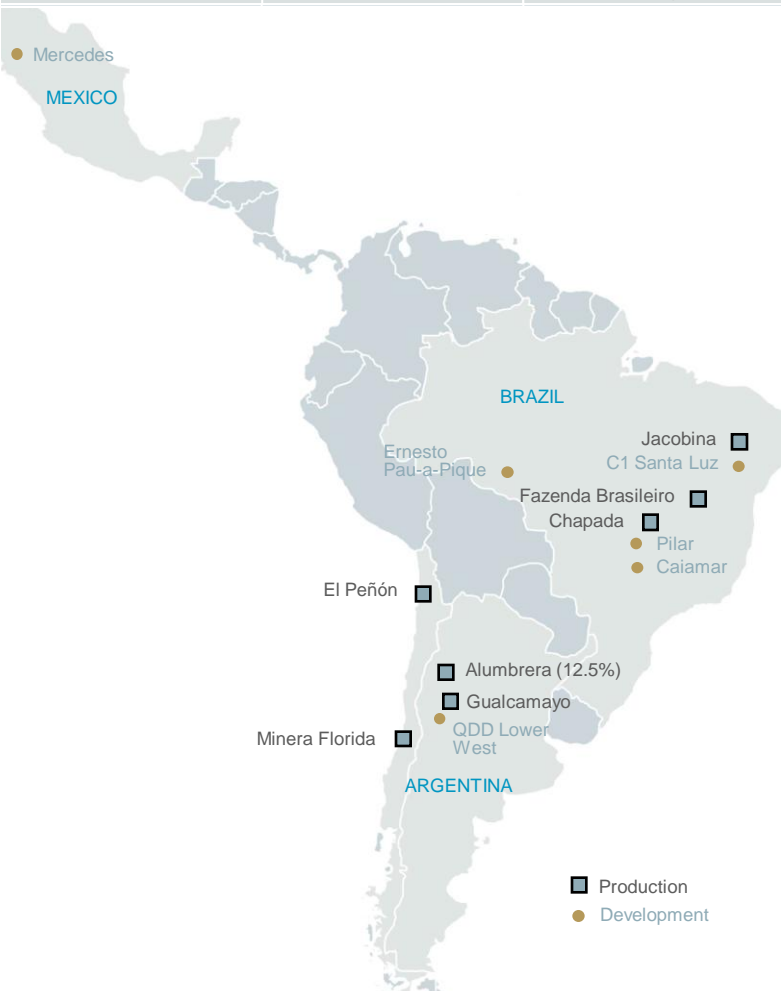 Mercedes
MEXICO
BRAZIL
Jacobina
Ernesto
Pau-a-Pique
C1 Santa Luz
Fazenda Brasileiro
Chapada
Pilar
Caiamar
El Peñón
Alumbrera (12.5%)
Gualcamayo
QDD Lower
West
Minera Florida
ARGENTINA
Production
Development